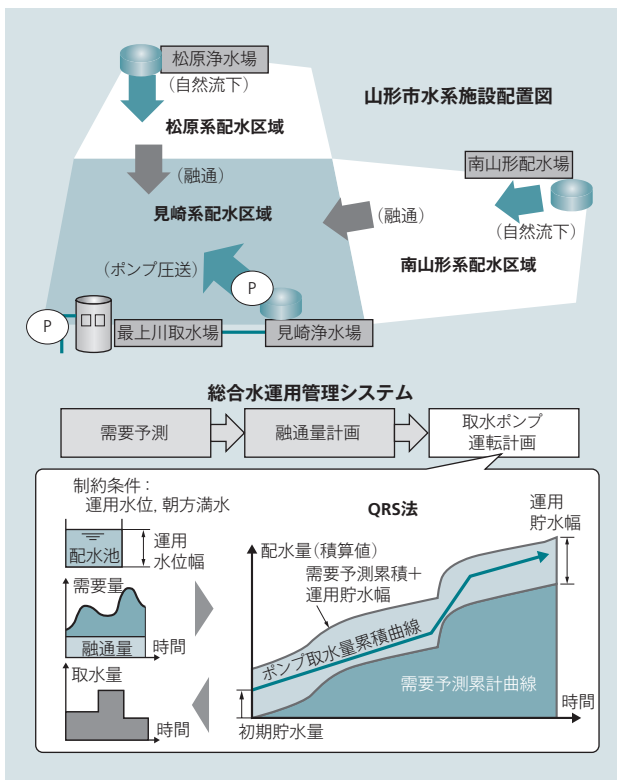 松原浄水場
（自然流下）
山形市水系施設配置図
松原系配水区域
南山形配水場
（融通）
見崎系配水区域
（融通）
（自然流下）
南山形系配水区域
（ポンプ圧送）
P
P
最上川取水場
見崎浄水場
総合水運用管理システム
需要予測
融通量計画
取水ポンプ
運転計画
制約条件：
運用水位, 朝方満水
QRS法
運用
貯水幅
配水池
運用
水位幅
配水量（積算値）
需要予測累積＋
運用貯水幅
需要量
融通量
時間
ポンプ取水量累積曲線
取水量
需要予測累計曲線
時間
時間
初期貯水量